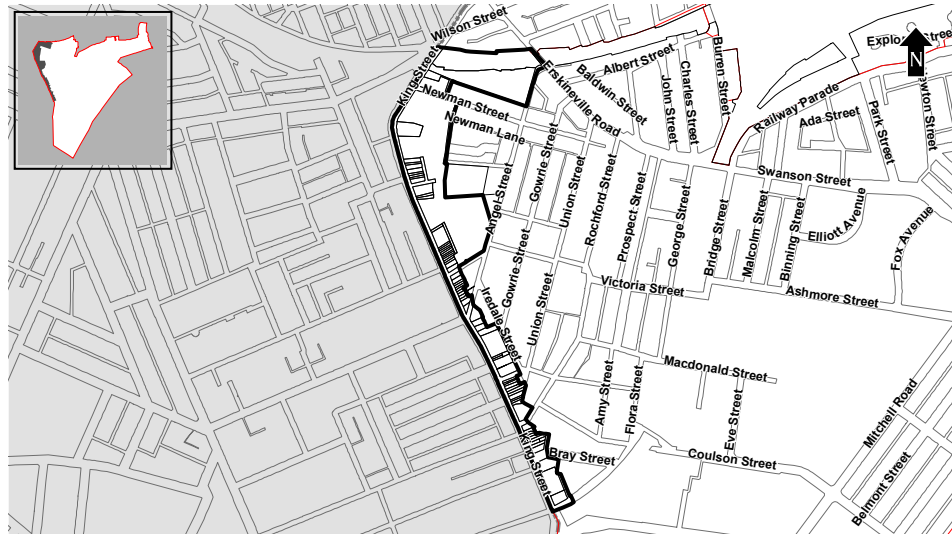 Wilson Street
King Street
Newman Street
Newman Lane
Erskineville Road
Baldwin Street
Albert Street
John Street
Charles Street
Burren Street
Railway Parade
Ada Street
Park Street
N
Swanson Street
Angel Street
Gowrie Street
Union Street
Rochford Street
Prospect Street
George Street
Bridge Street
Malcolm Street
Binning Street
Elliott Avenue
Fox Avenue
Iredale Street
Gowrie Street
Union Street
Victoria Street
Ashmore Street
Macdonald Street
Amy Street
Flora Street
Eve Street
Mitchell Road
King Street
Bray Street
Coulson Street
Belmont Street